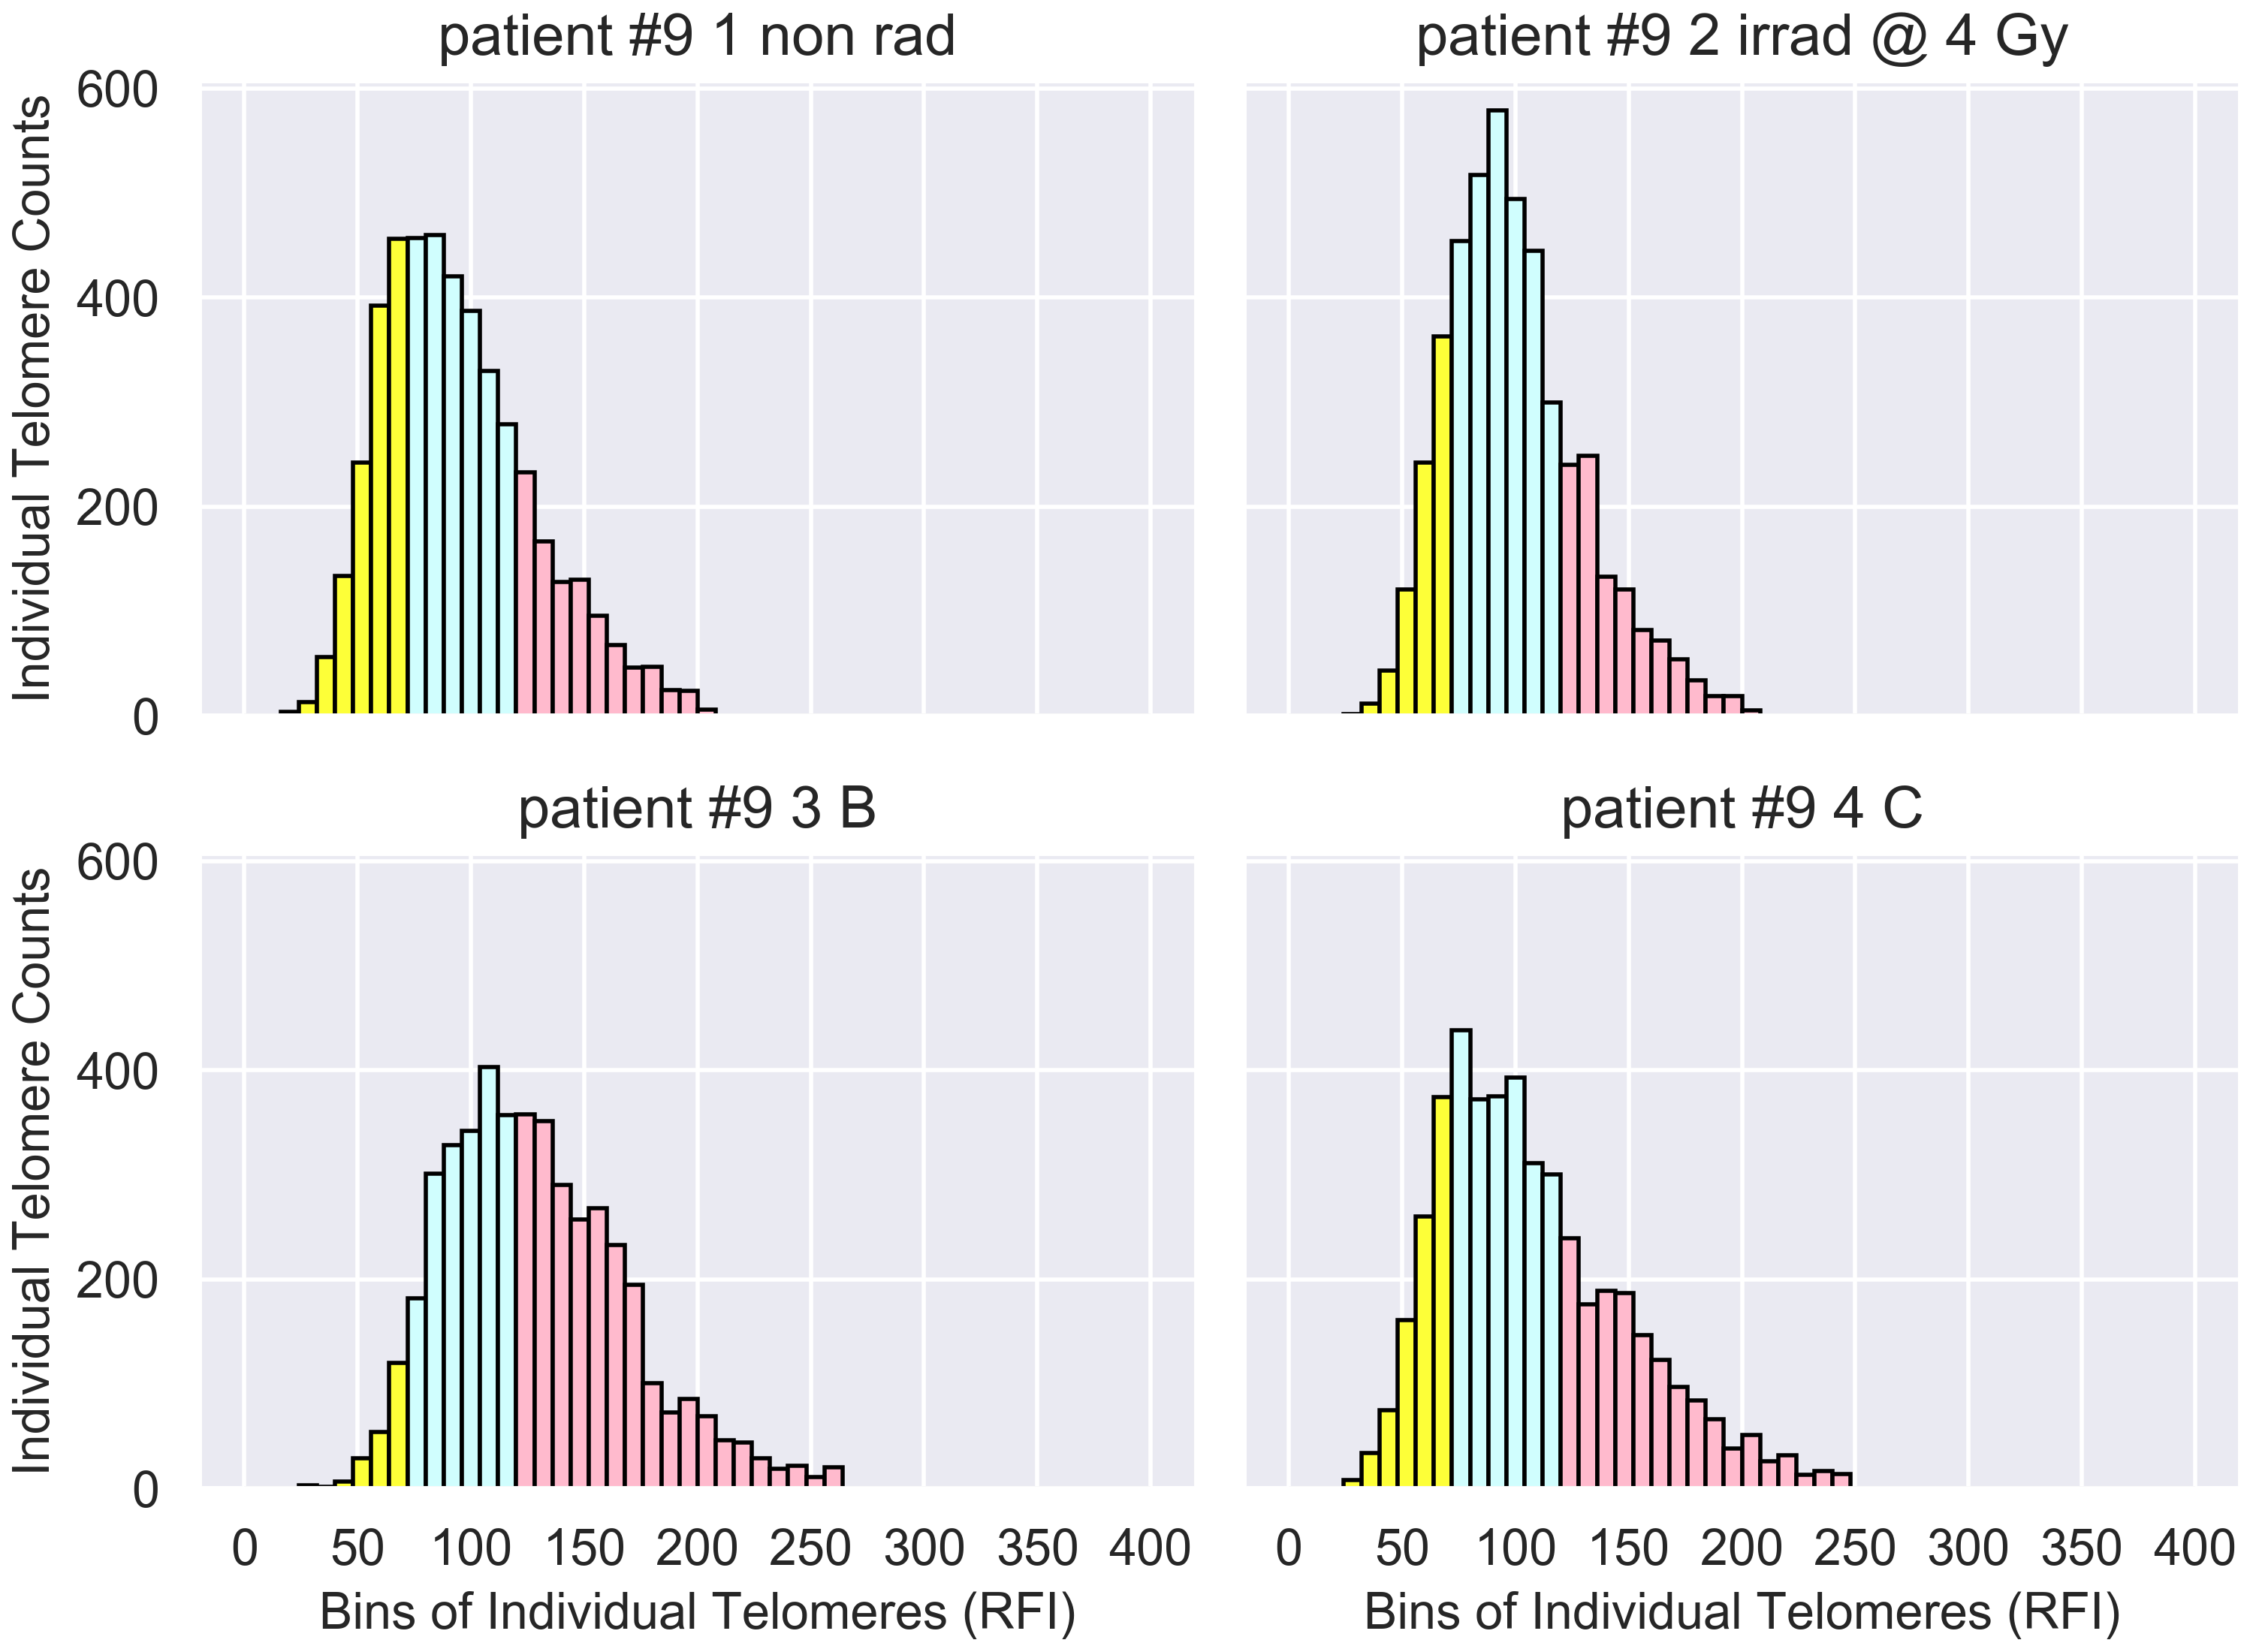 patient #9 1 non rad
patient #9 2 irrad @ 4 Gy
Individual Telomere Counts
600
400
200
0
patient #9 3 B
patient #9 4 C
Individual Telomere Counts
600
400
200
0
0 50 100 150 200 250 300 350 400
0 50 100 150 200 250 300 350 400
Bins of Individual Telomeres (RFI)
Bins of Individual Telomeres (RFI)